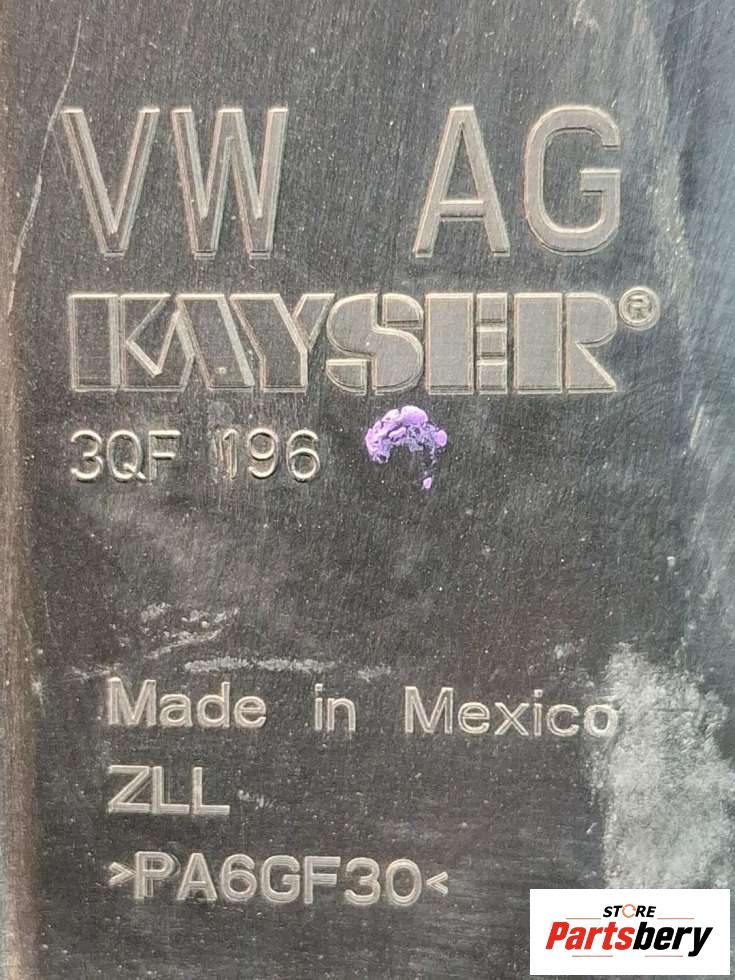 VW AG
KAYSER®
3QF 196
Made in Mexico
ZLL
>PA6GF30<
STORE
Partsbery